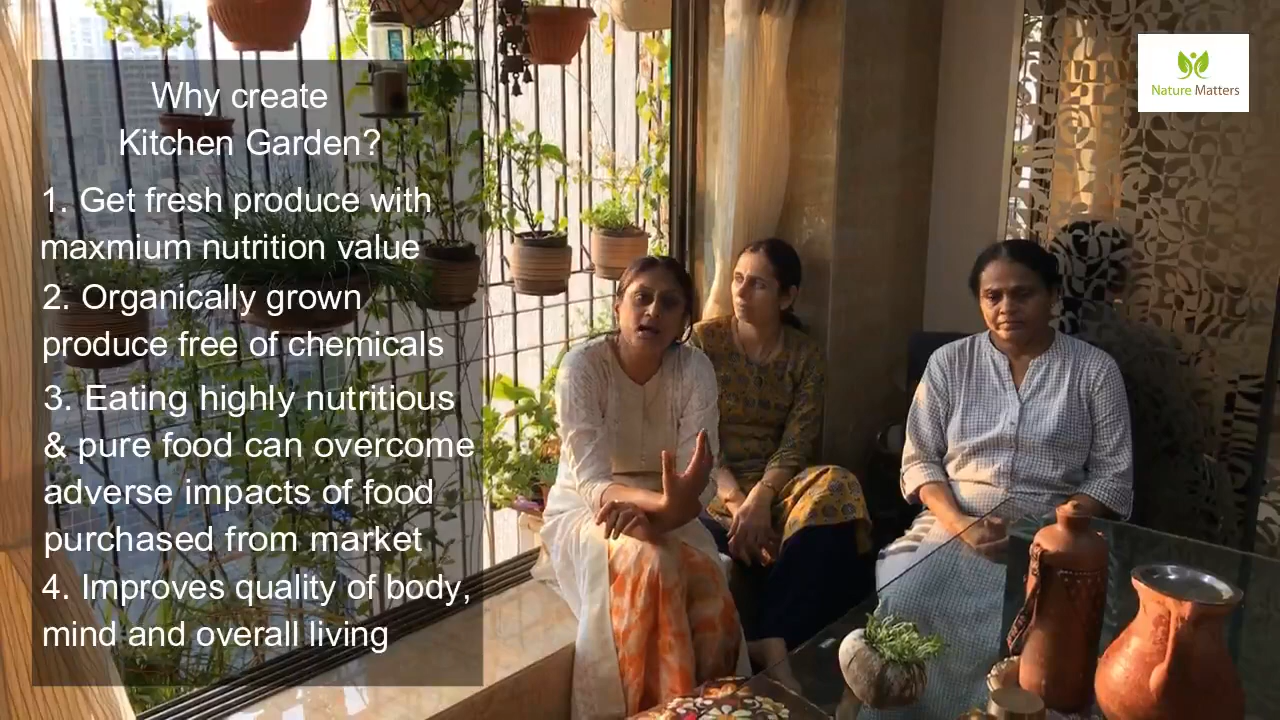 Why create
Kitchen Garden?
1. Get fresh produce with
maxmium nutrition value
2. Organically grown
produce free of chemicals
3. Eating highly nutritious
& pure food can overcome
adverse impacts of food
purchased from market
4. Improves quality of body,
mind and overall living
Nature Matters